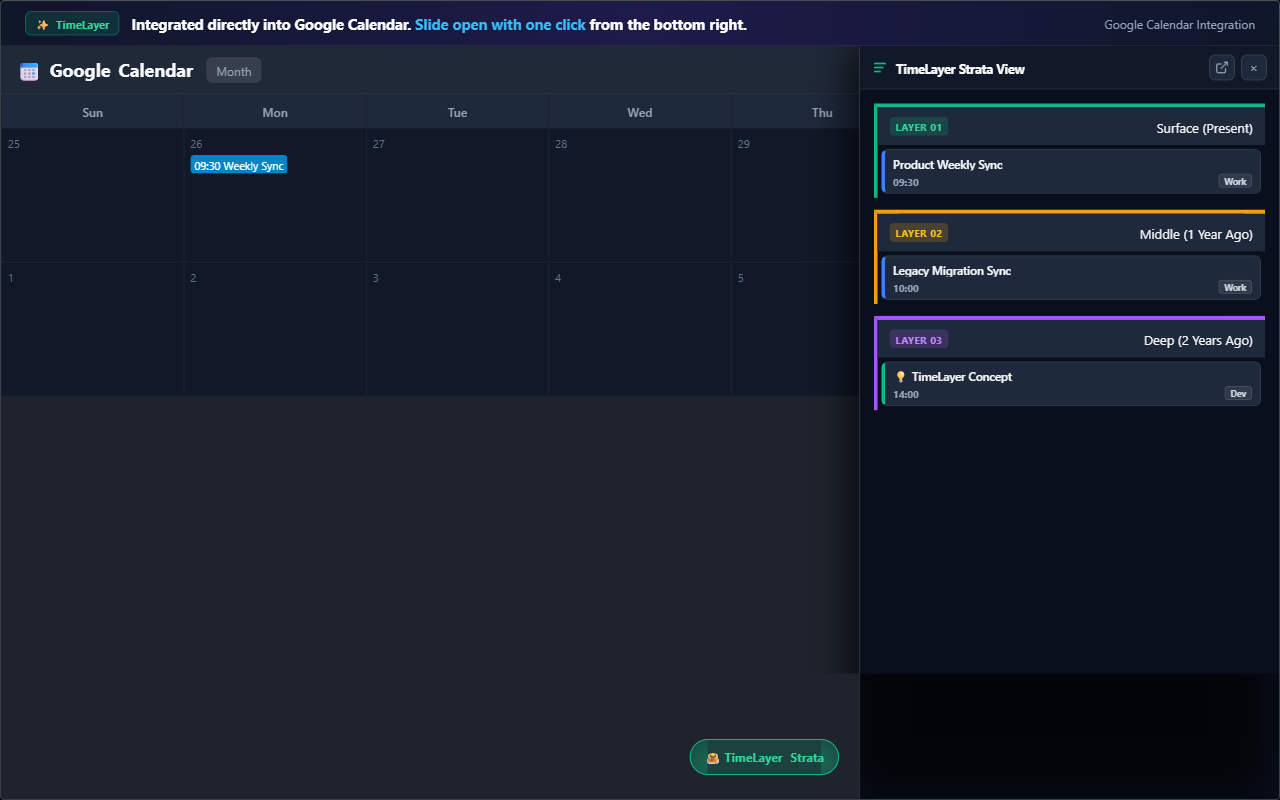 TimeLayer
Integrated directly into Google Calendar. Slide open with one click from the bottom right.
Google Calendar Integration
Google Calendar
Month
Sun Mon Tue Wed Thu
25 26 27 28 29
09:30 Weekly Sync
1 2 3 4 5
TimeLayer Strata
TimeLayer Strata View
×
LAYER 01
Surface (Present)
Product Weekly Sync
09:30
Work
LAYER 02
Middle (1 Year Ago)
Legacy Migration Sync
10:00
Work
LAYER 03
Deep (2 Years Ago)
💡 TimeLayer Concept
14:00
Dev